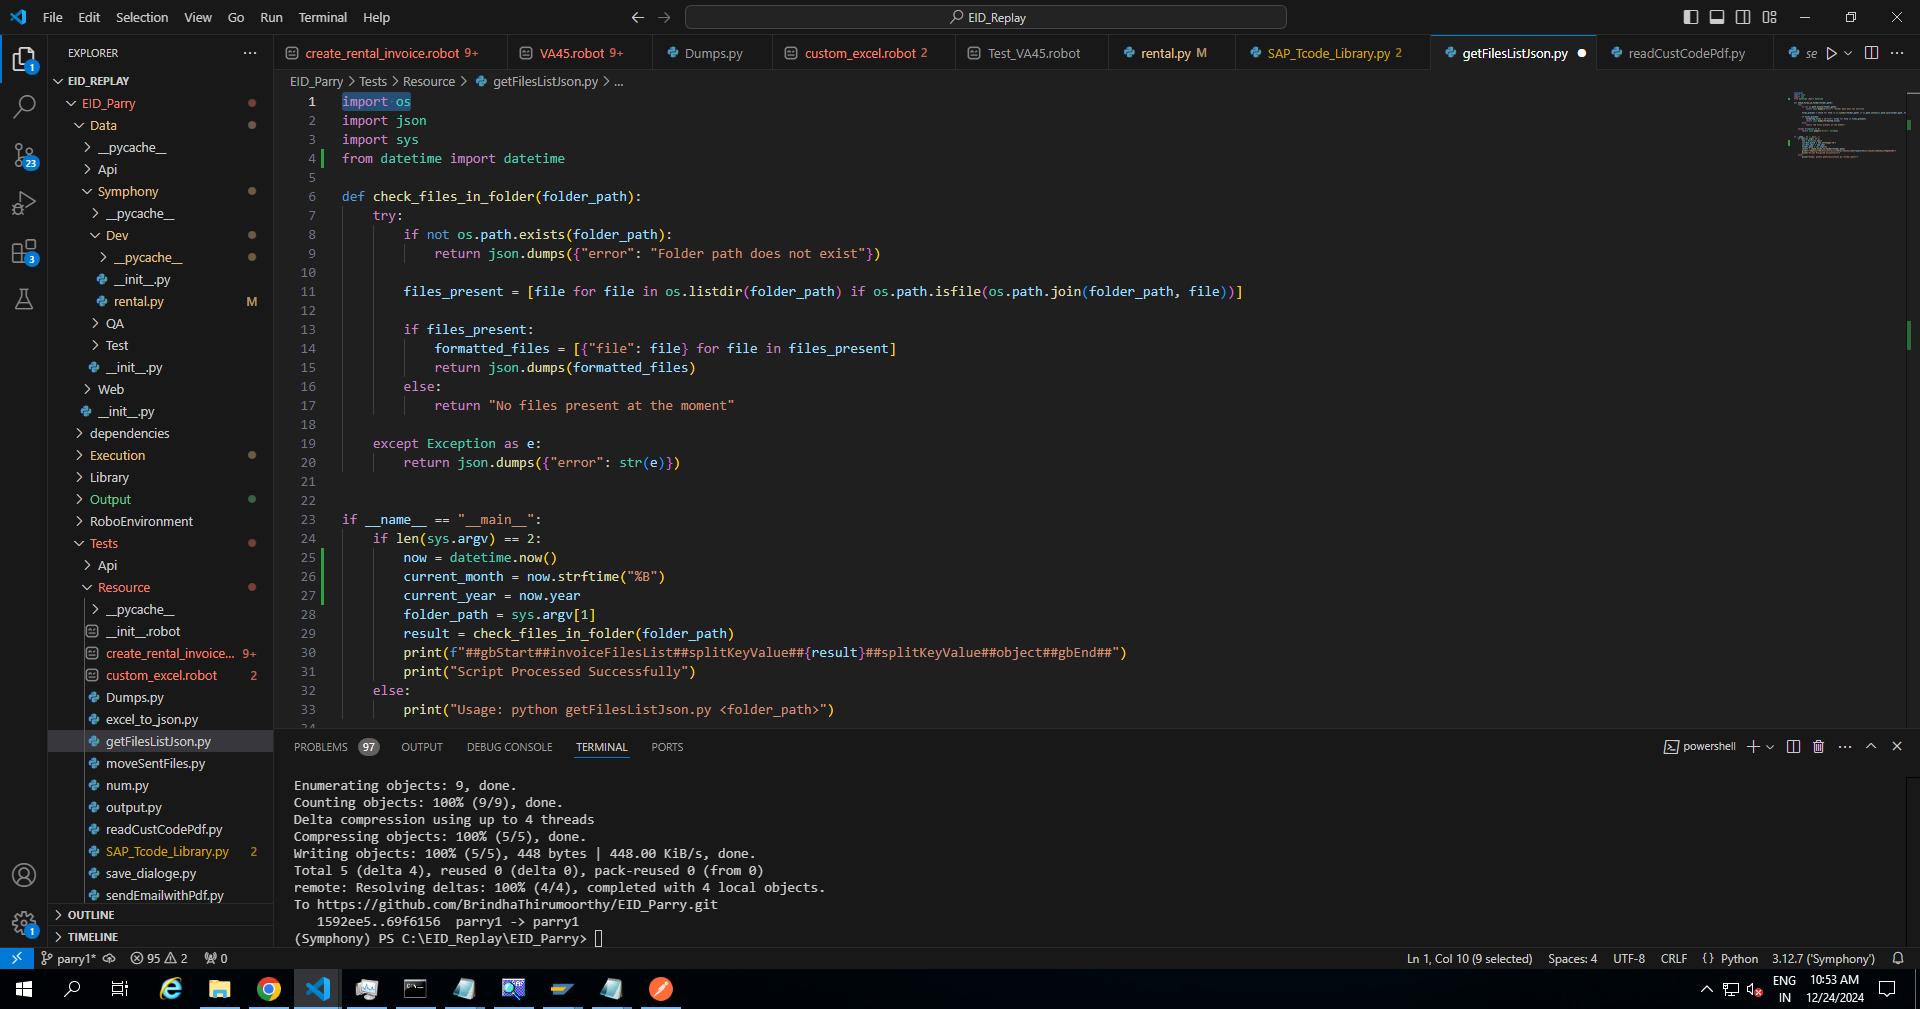 File Edit Selection View Go Run Terminal Help
EID_Replay
EXPLORER
EID_REPLAY
EID_Parry
Data
__pycache__
Api
Symphony
__pycache__
Dev
__pycache__
__init__.py
rental.py M
QA
Test
__init__.py
Web
__init__.py
dependencies
Execution
Library
Output
RoboEnvironment
Tests
Api
Resource
__pycache__
__init__.robot
create_rental_invoice... 9+
custom_excel.robot 2
Dumps.py
excel_to_json.py
getFilesListJson.py
moveSentFiles.py
num.py
output.py
readCustCodePdf.py
SAP_Tcode_Library.py 2
save_dialoge.py
sendEmailwithPdf.py
OUTLINE
TIMELINE
1
23
3
1
create_rental_invoice.robot 9+ VA45.robot 9+ Dumps.py custom_excel.robot 2 Test_VA45.robot rental.py M SAP_Tcode_Library.py 2 getFilesListJson.py readCustCodePdf.py se
EID_Parry > Tests > Resource > getFilesListJson.py > ...
1 import os
2 import json
3 import sys
4 from datetime import datetime
5
6 def check_files_in_folder(folder_path):
7 try:
8 if not os.path.exists(folder_path):
9 return json.dumps({"error": "Folder path does not exist"})
10
11 files_present = [file for file in os.listdir(folder_path) if os.path.isfile(os.path.join(folder_path, file))]
12
13 if files_present:
14 formatted_files = [{"file": file} for file in files_present]
15 return json.dumps(formatted_files)
16 else:
17 return "No files present at the moment"
18
19 except Exception as e:
20 return json.dumps({"error": str(e)})
21
22
23 if __name__ == "__main__":
24 if len(sys.argv) == 2:
25 now = datetime.now()
26 current_month = now.strftime("%B")
27 current_year = now.year
28 folder_path = sys.argv[1]
29 result = check_files_in_folder(folder_path)
30 print(f"##gbStart##invoiceFilesList##splitKeyValue##{result}##splitKeyValue##object##gbEnd##")
31 print("Script Processed Successfully")
32 else:
33 print("Usage: python getFilesListJson.py <folder_path>")
PROBLEMS 97 OUTPUT DEBUG CONSOLE TERMINAL PORTS
powershell
Enumerating objects: 9, done.
Counting objects: 100% (9/9), done.
Delta compression using up to 4 threads
Compressing objects: 100% (5/5), done.
Writing objects: 100% (5/5), 448 bytes | 448.00 KiB/s, done.
Total 5 (delta 4), reused 0 (delta 0), pack-reused 0 (from 0)
remote: Resolving deltas: 100% (4/4), completed with 4 local objects.
To https://github.com/BrindhaThirumoorthy/EID_Parry.git
1592ee5..69f6156 parry1 -> parry1
(Symphony) PS C:\EID_Replay\EID_Parry>
parry1* 95 2 0
Ln 1, Col 10 (9 selected) Spaces: 4 UTF-8 CRLF {} Python 3.12.7 ('Symphony')
ENG
IN
10:53 AM
12/24/2024